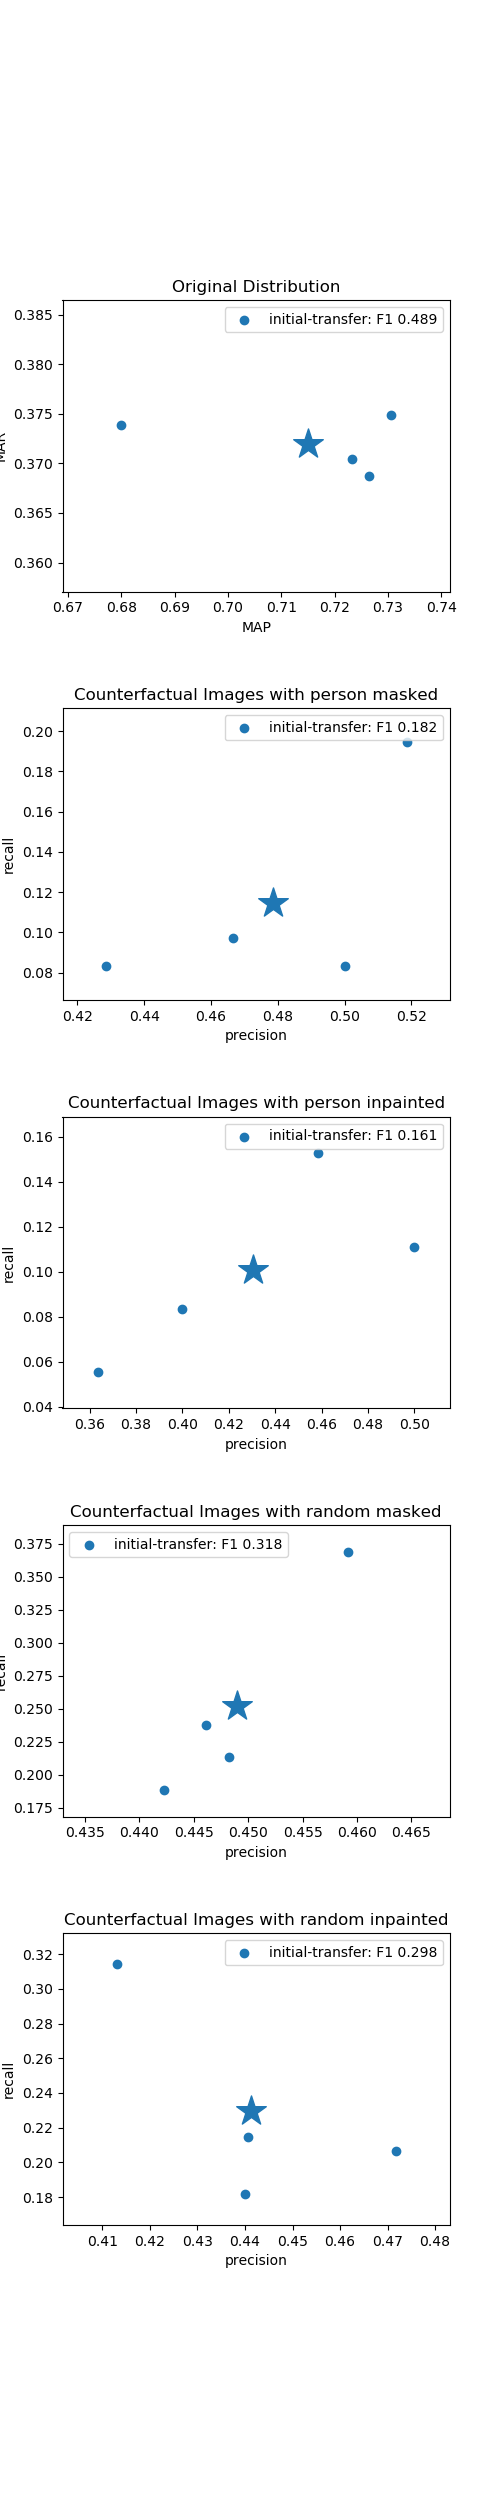 Original Distribution
initial-transfer: F1 0.489
0.385
0.380
0.375
0.370
0.365
0.360
MAR
0.67 0.68 0.69 0.70 0.71 0.72 0.73 0.74
MAP
Counterfactual Images with person masked
initial-transfer: F1 0.182
0.20
0.18
0.16
0.14
0.12
0.10
0.08
recall
0.42 0.44 0.46 0.48 0.50 0.52
precision
Counterfactual Images with person inpainted
initial-transfer: F1 0.161
0.16
0.14
0.12
0.10
0.08
0.06
0.04
recall
0.36 0.38 0.40 0.42 0.44 0.46 0.48 0.50
precision
Counterfactual Images with random masked
initial-transfer: F1 0.318
0.375
0.350
0.325
0.300
0.275
0.250
0.225
0.200
0.175
recall
0.435 0.440 0.445 0.450 0.455 0.460 0.465
precision
Counterfactual Images with random inpainted
initial-transfer: F1 0.298
0.32
0.30
0.28
0.26
0.24
0.22
0.20
0.18
recall
0.41 0.42 0.43 0.44 0.45 0.46 0.47 0.48
precision